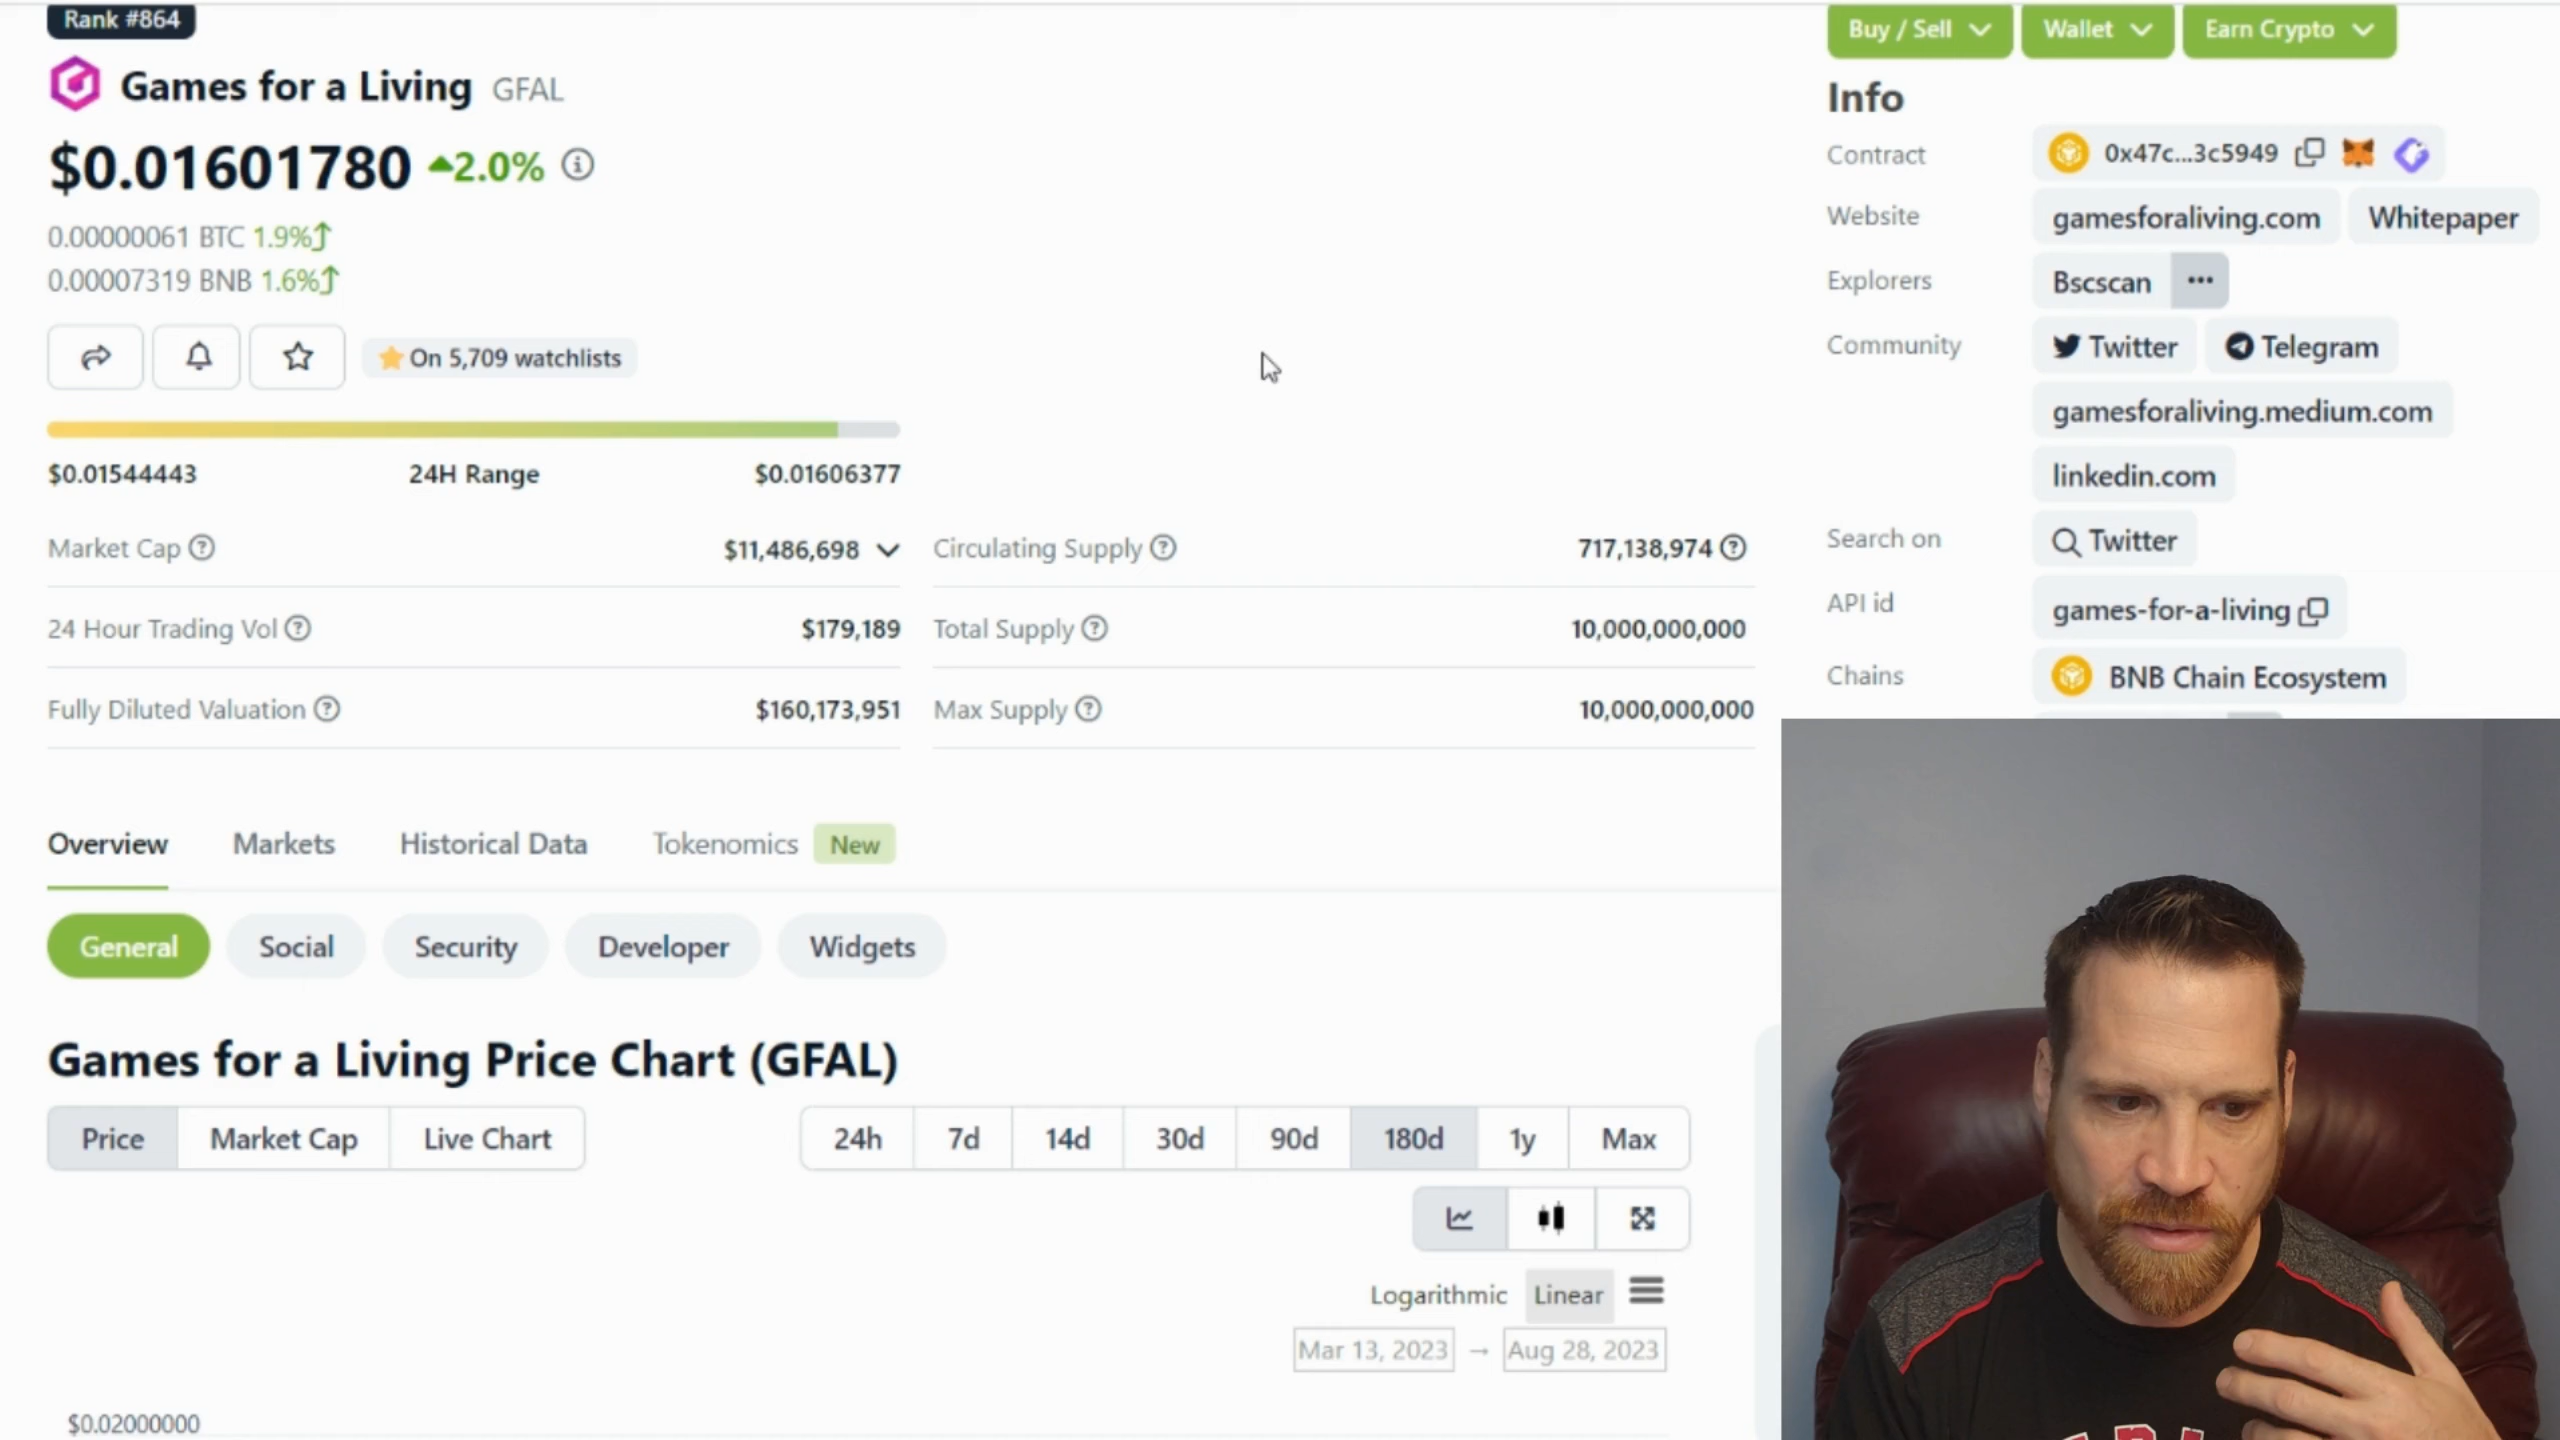 Rank #864
Games for a Living GFAL
$0.01601780 2.0%
0.00000061 BTC 1.9%
0.00007319 BNB 1.6%
On 5,709 watchlists
$0.01544443 24H Range $0.01606377
Market Cap $11,486,698
Circulating Supply 717,138,974
24 Hour Trading Vol $179,189
Total Supply 10,000,000,000
Fully Diluted Valuation $160,173,951
Max Supply 10,000,000,000
Buy / Sell Wallet Earn Crypto
Info
Contract 0x47c...3c5949
Website gamesforaliving.com Whitepaper
Explorers Bscscan ...
Community Twitter Telegram
gamesforaliving.medium.com
linkedin.com
Search on Twitter
API id games-for-a-living
Chains BNB Chain Ecosystem
Overview Markets Historical Data Tokenomics New
General Social Security Developer Widgets
Games for a Living Price Chart (GFAL)
Price Market Cap Live Chart
24h 7d 14d 30d 90d 180d 1y Max
Logarithmic Linear
Mar 13, 2023 → Aug 28, 2023
$0.02000000